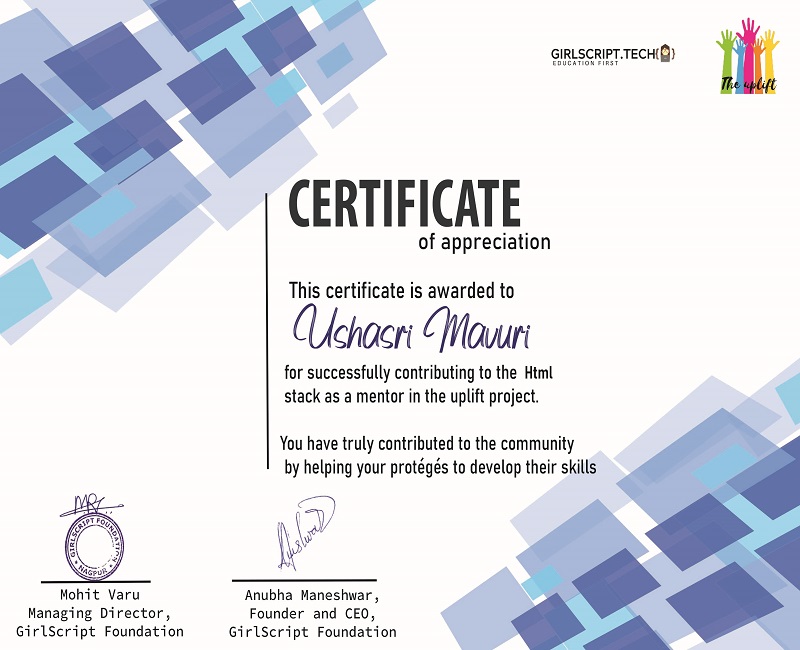 GIRLSCRIPT.TECH
EDUCATION FIRST
The uplift
CERTIFICATE
of appreciation
This certificate is awarded to
Ushasri Mavuri
for successfully contributing to the Html
stack as a mentor in the uplift project.
You have truly contributed to the community
by helping your protégés to develop their skills
GIRLSCRIPT FOUNDATION
NAGPUR
Mohit Varu
Managing Director,
GirlScript Foundation
Anubha Maneshwar,
Founder and CEO,
GirlScript Foundation